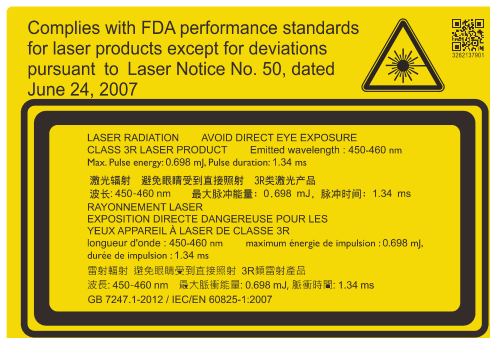 Complies with FDA performance standards
for laser products except for deviations
pursuant to Laser Notice No. 50, dated
June 24, 2007
3282137901
LASER RADIATION AVOID DIRECT EYE EXPOSURE
CLASS 3R LASER PRODUCT Emitted wavelength : 450-460 nm
Max. Pulse energy: 0.698 mJ, Pulse duration: 1.34 ms
激光辐射 避免眼睛受到直接照射 3R类激光产品
波长: 450-460 nm 最大脉冲能量: 0.698 mJ, 脉冲时间: 1.34 ms
RAYONNEMENT LASER
EXPOSITION DIRECTE DANGEREUSE POUR LES
YEUX APPAREIL À LASER DE CLASSE 3R
longueur d'onde : 450-460 nm maximum énergie de impulsion : 0.698 mJ,
durée de impulsion : 1.34 ms
雷射輻射 避免眼睛受到直接照射 3R類雷射產品
波長: 450-460 nm 最大脈衝能量: 0.698 mJ, 脈衝時間: 1.34 ms
GB 7247.1-2012 / IEC/EN 60825-1:2007